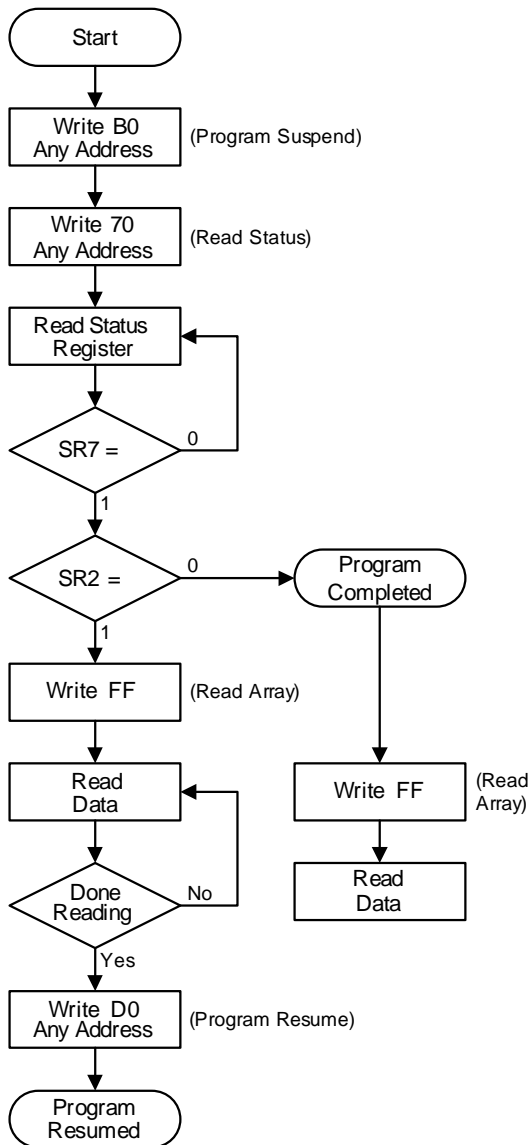 Start
Write B0
Any Address
(Program Suspend)
Write 70
Any Address
(Read Status)
Read Status
Register
SR7 =
0
1
SR2 =
0
1
Program
Completed
Write FF
(Read Array)
Read
Data
Write FF
(Read
Array)
Done
Reading
No
Yes
Read
Data
Write D0
Any Address
(Program Resume)
Program
Resumed